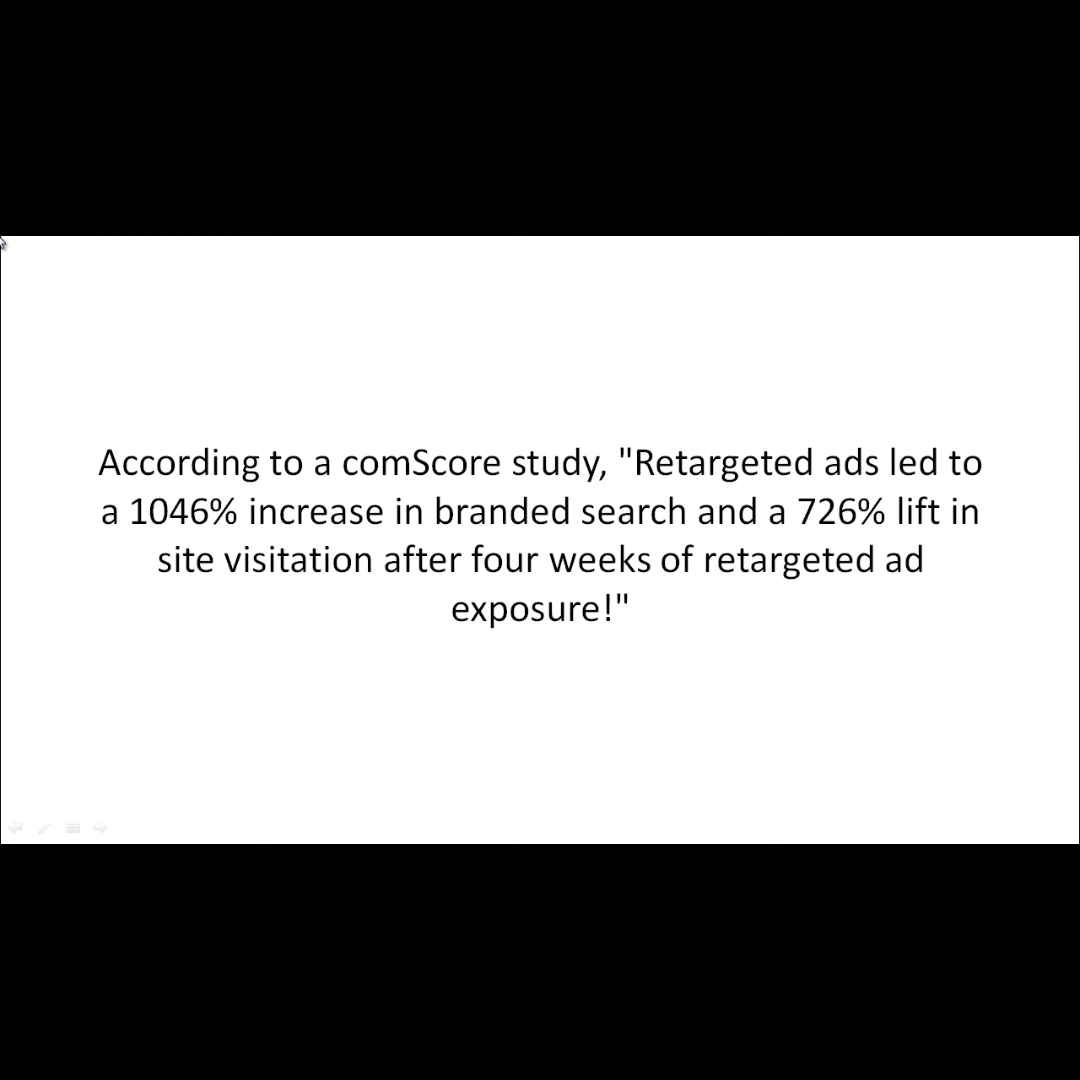 According to a comScore study, "Retargeted ads led to
a 1046% increase in branded search and a 726% lift in
site visitation after four weeks of retargeted ad
exposure!"